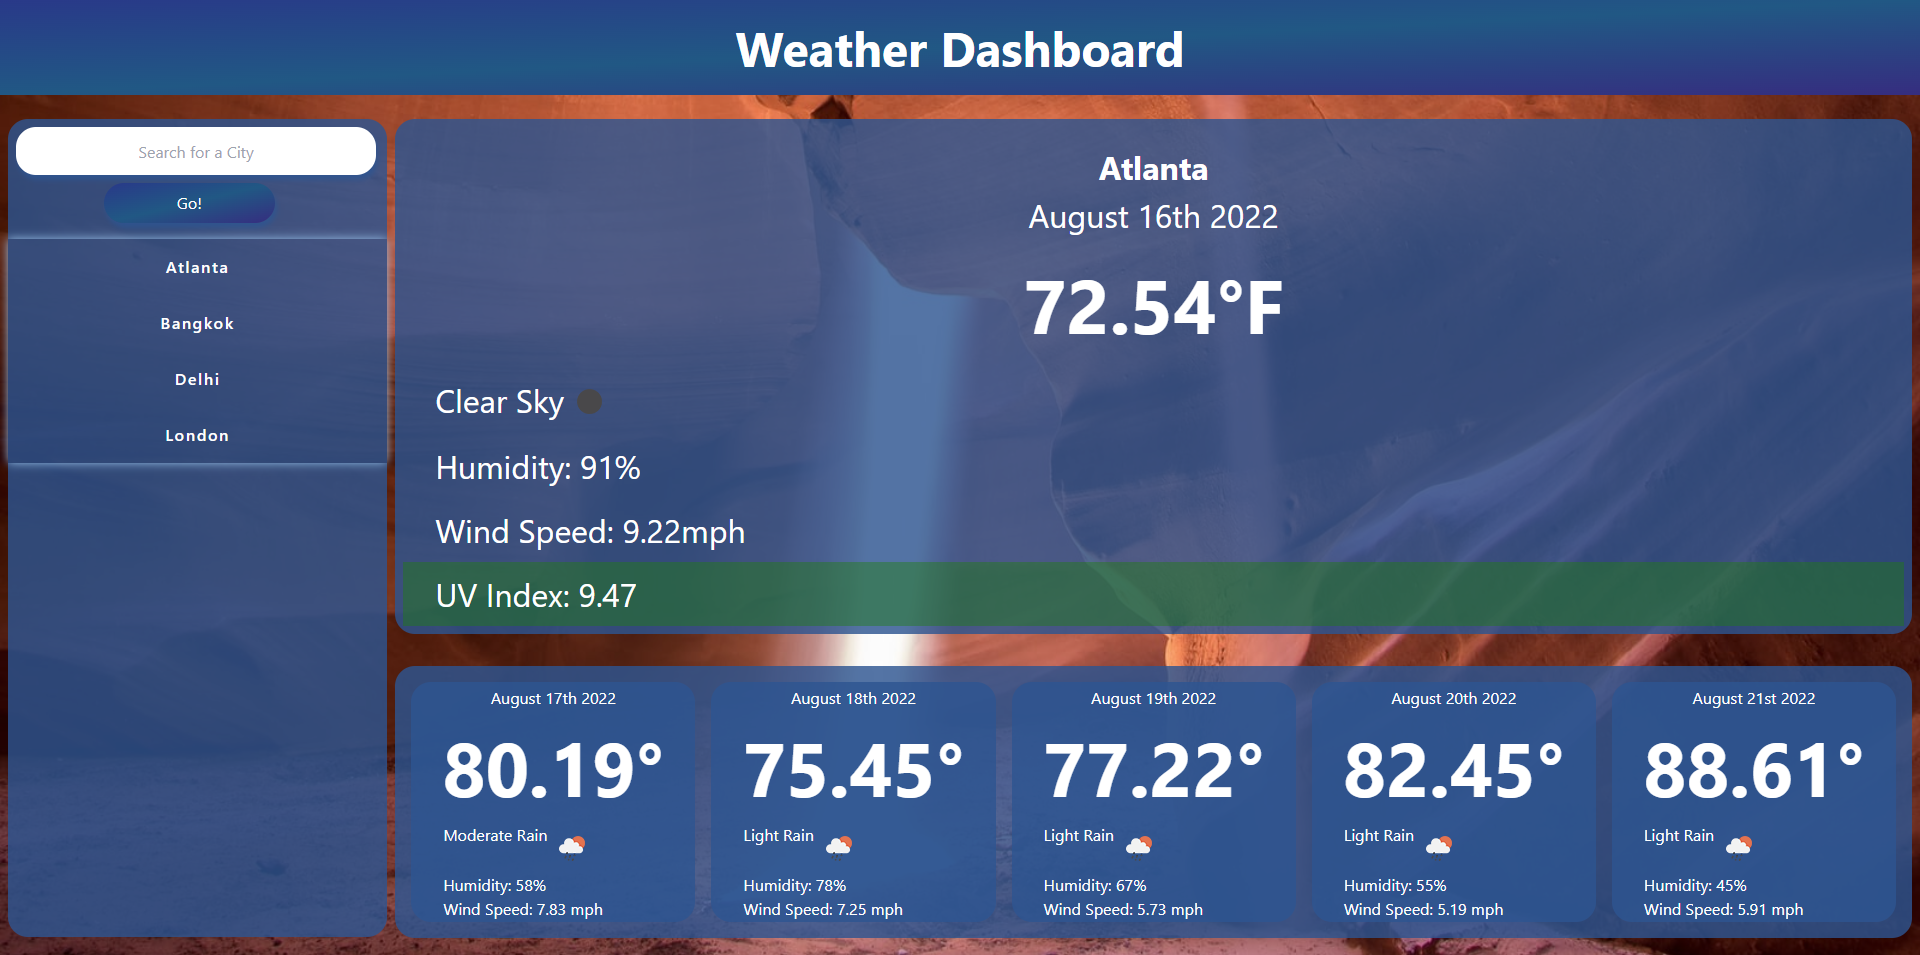 Weather Dashboard
Search for a City
Go!
Atlanta
Bangkok
Delhi
London
Atlanta
August 16th 2022
72.54°F
Clear Sky
Humidity: 91%
Wind Speed: 9.22mph
UV Index: 9.47
August 17th 2022
80.19°
Moderate Rain
Humidity: 58%
Wind Speed: 7.83 mph
August 18th 2022
75.45°
Light Rain
Humidity: 78%
Wind Speed: 7.25 mph
August 19th 2022
77.22°
Light Rain
Humidity: 67%
Wind Speed: 5.73 mph
August 20th 2022
82.45°
Light Rain
Humidity: 55%
Wind Speed: 5.19 mph
August 21st 2022
88.61°
Light Rain
Humidity: 45%
Wind Speed: 5.91 mph